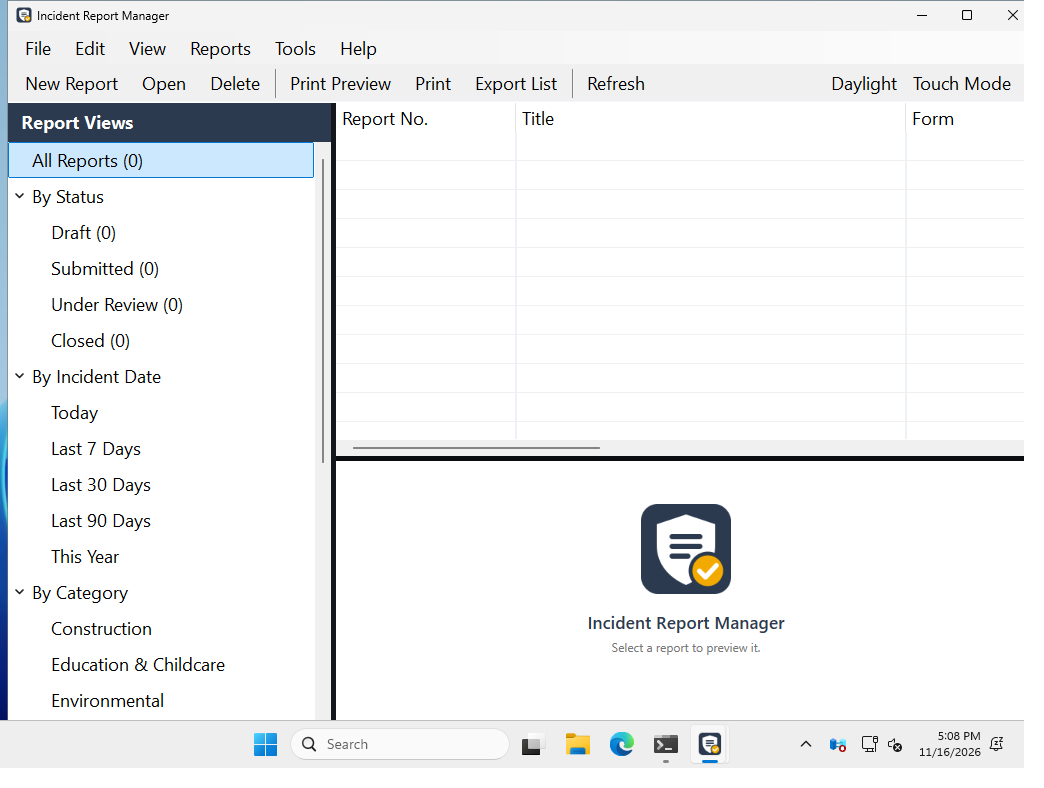 Incident Report Manager
File Edit View Reports Tools Help
New Report Open Delete Print Preview Print Export List Refresh Daylight Touch Mode
Report Views
All Reports (0)
By Status
Draft (0)
Submitted (0)
Under Review (0)
Closed (0)
By Incident Date
Today
Last 7 Days
Last 30 Days
Last 90 Days
This Year
By Category
Construction
Education & Childcare
Environmental
Report No. Title Form
Incident Report Manager
Select a report to preview it.
Search
5:08 PM
11/16/2026